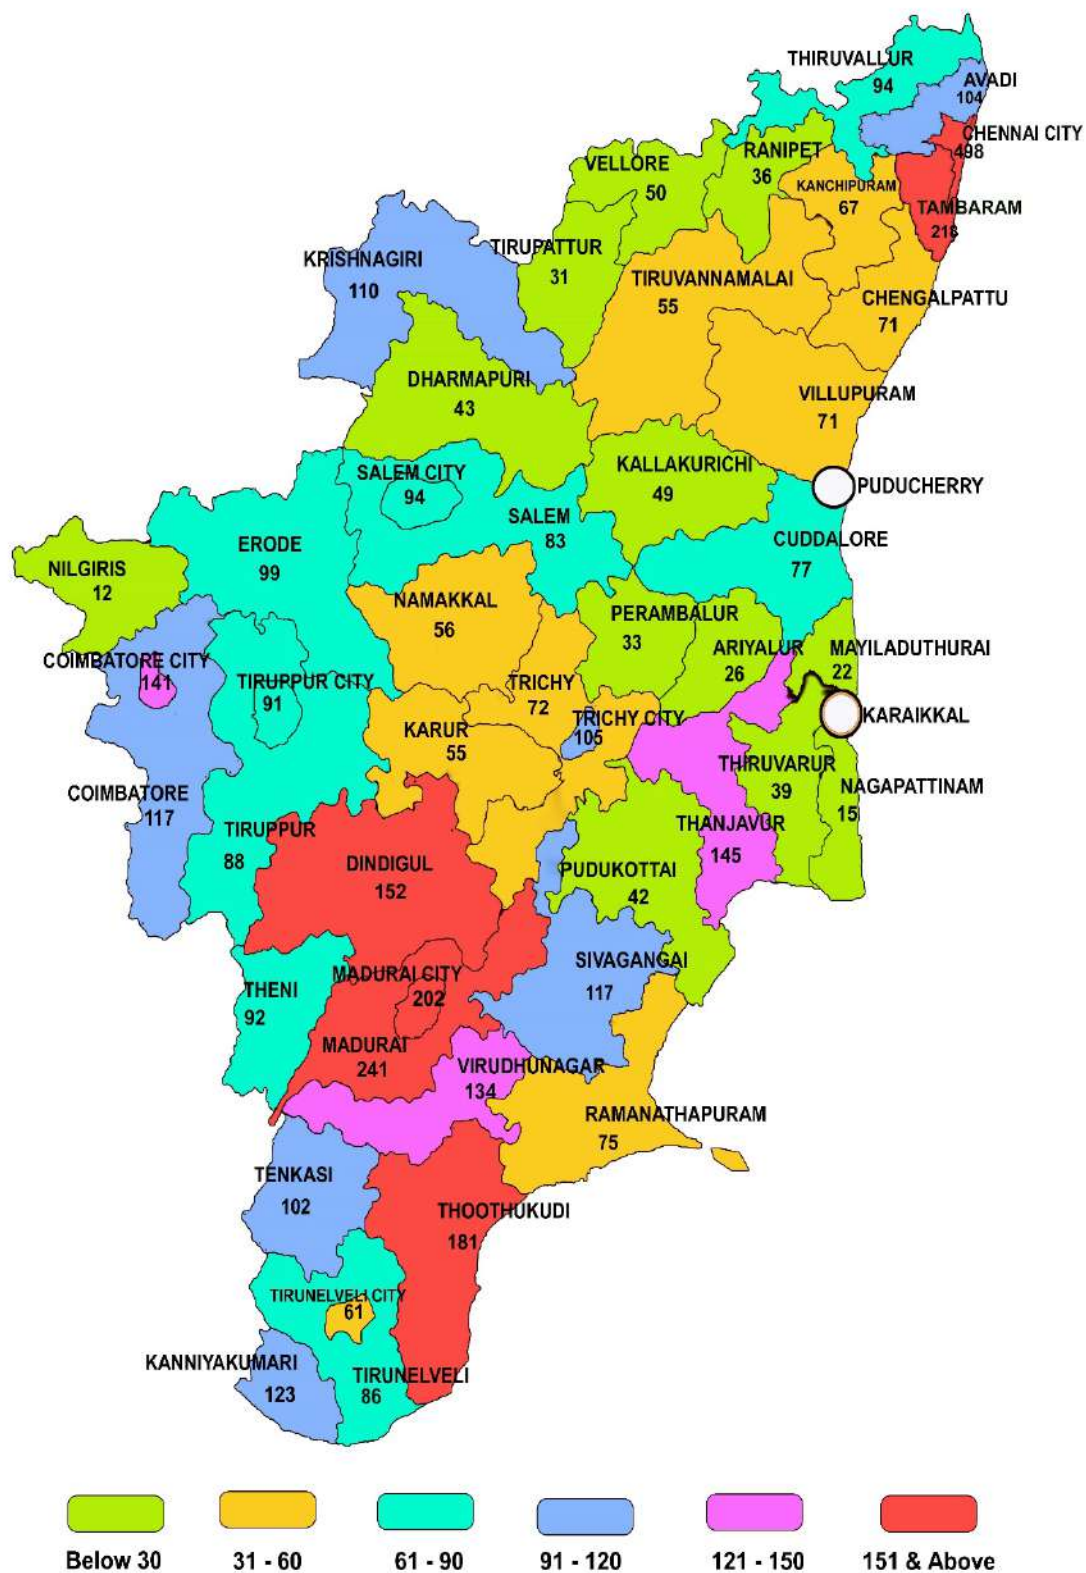 THIRUVALLUR
94
AVADI
104
CHENNAI CITY
498
VELLORE
50
RANIPET
36
KANCHIPURAM
67
TAMBARAM
218
KRISHNAGIRI
110
TIRUPATTUR
31
TIRUVANNAMALAI
55
CHENGALPATTU
71
DHARMAPURI
43
VILLUPURAM
71
SALEM CITY
94
KALLAKURICHI
49
PUDUCHERRY
SALEM
83
ERODE
99
CUDDALORE
77
NILGIRIS
12
NAMAKKAL
56
PERAMBALUR
33
ARIYALUR
26
MAYILADUTHURAI
22
COIMBATORE CITY
141
TIRUPPUR CITY
91
TRICHY
72
TRICHY CITY
105
KARAIKKAL
KARUR
55
THIRUVARUR
39
NAGAPATTINAM
15
COIMBATORE
117
TIRUPPUR
88
THANJAVUR
145
DINDIGUL
152
PUDUKOTTAI
42
SIVAGANGAI
117
THENI
92
MADURAI CITY
202
MADURAI
241
VIRUDHUNAGAR
134
RAMANATHAPURAM
75
TENKASI
102
THOOTHUKUDI
181
TIRUNELVELI CITY
61
KANNIYAKUMARI
123
TIRUNELVELI
86
Below 30
31 - 60
61 - 90
91 - 120
121 - 150
151 & Above